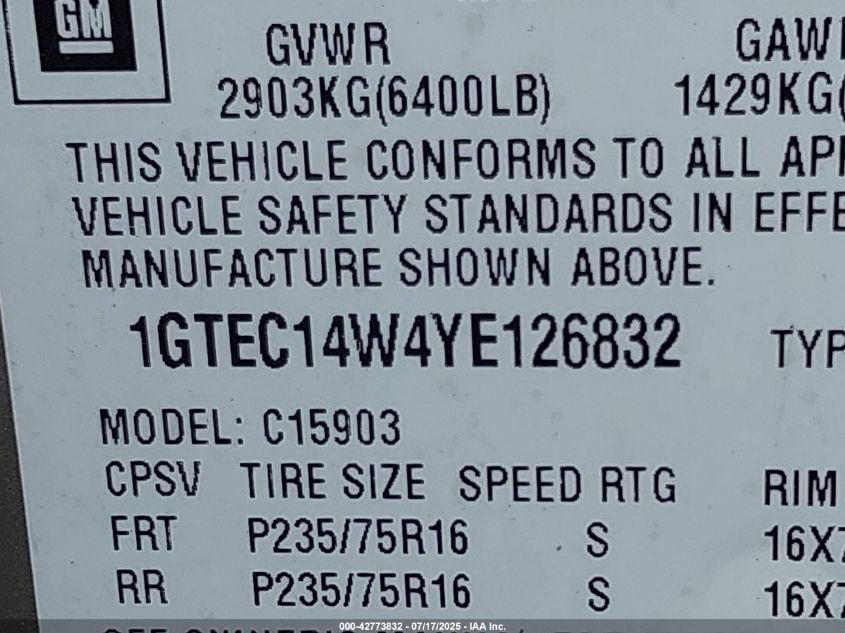 GM
GVWR GAW
2903KG(6400LB) 1429KG(
THIS VEHICLE CONFORMS TO ALL AP
VEHICLE SAFETY STANDARDS IN EFFE
MANUFACTURE SHOWN ABOVE.
1GTEC14W4YE126832 TYP
MODEL: C15903
CPSV TIRE SIZE SPEED RTG RIM
FRT P235/75R16 S 16X7
RR P235/75R16 S 16X7
000-42773832 - 07/17/2025 - IAA Inc.